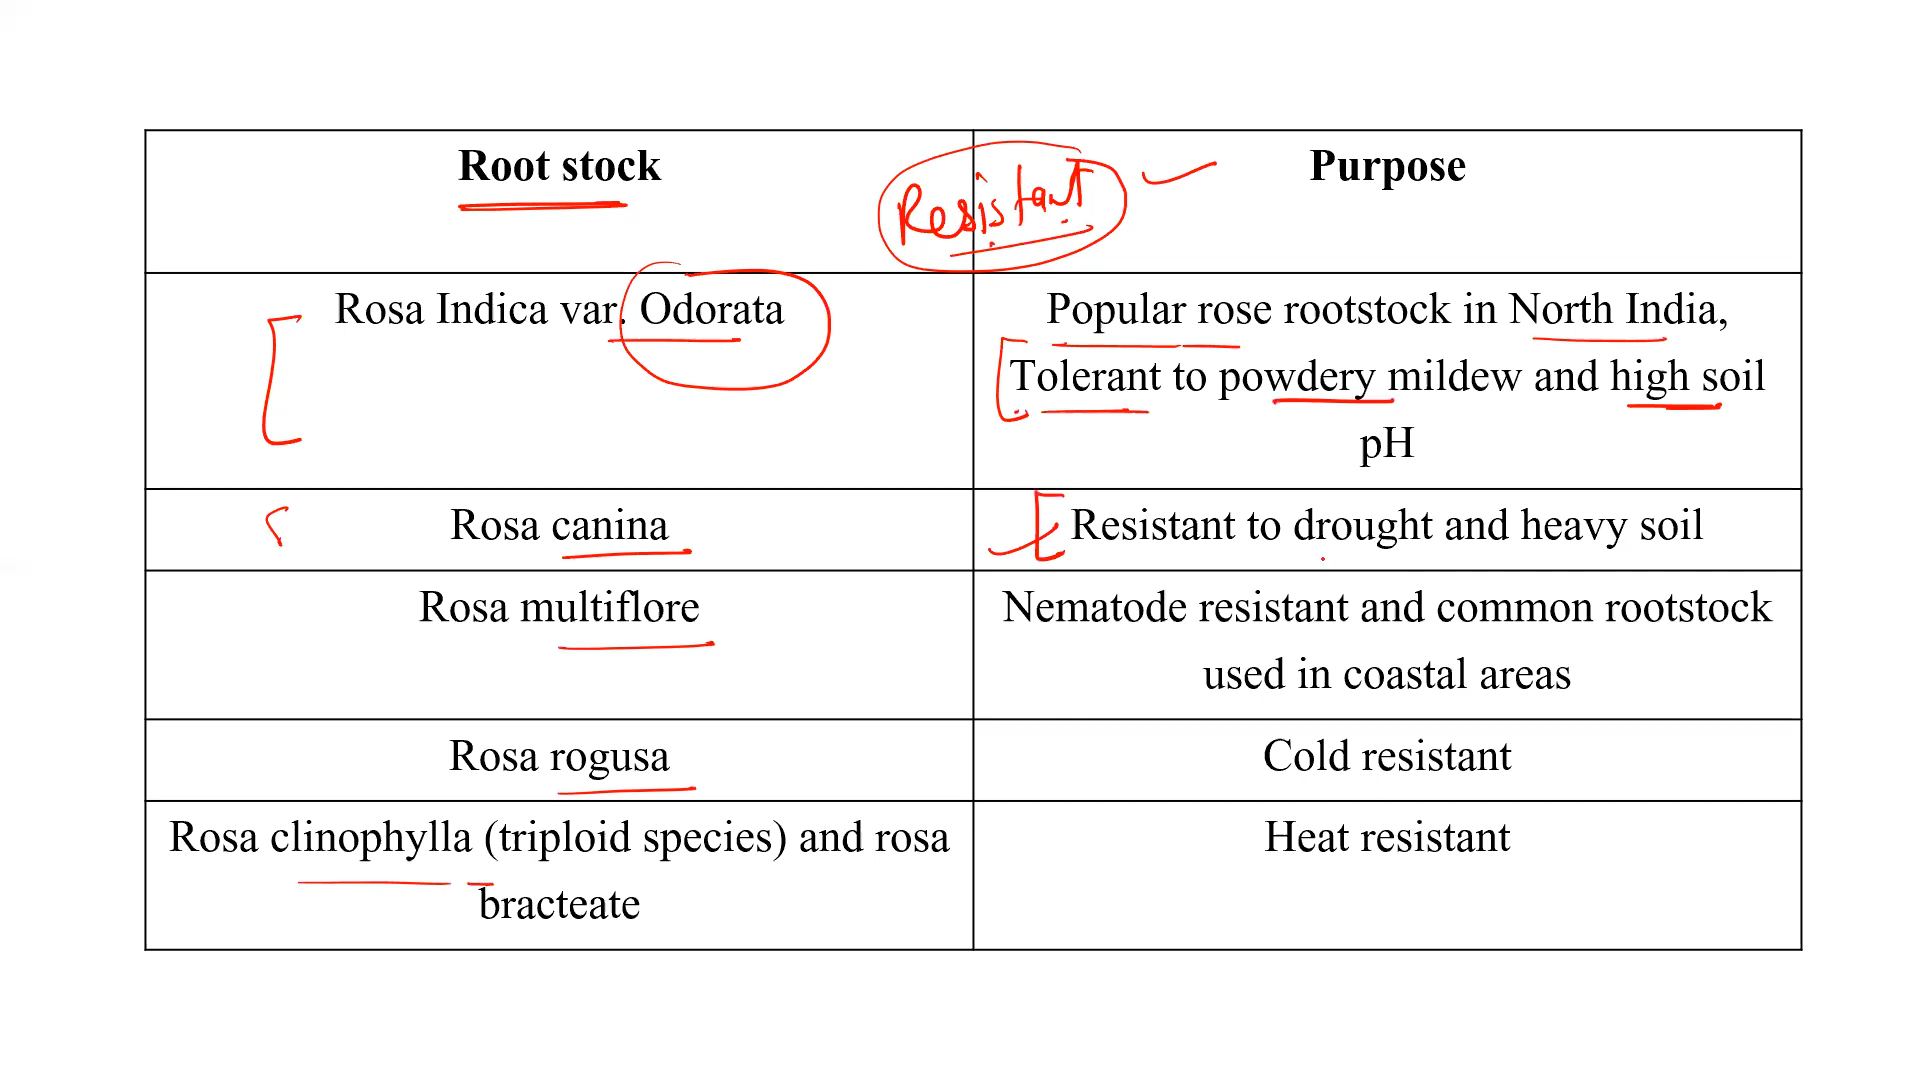 Root stock
Resistant
Purpose
Rosa Indica var. Odorata
Popular rose rootstock in North India,
Tolerant to powdery mildew and high soil
pH
Rosa canina
Resistant to drought and heavy soil
Rosa multiflore
Nematode resistant and common rootstock
used in coastal areas
Rosa rogusa
Cold resistant
Rosa clinophylla (triploid species) and rosa
bracteate
Heat resistant